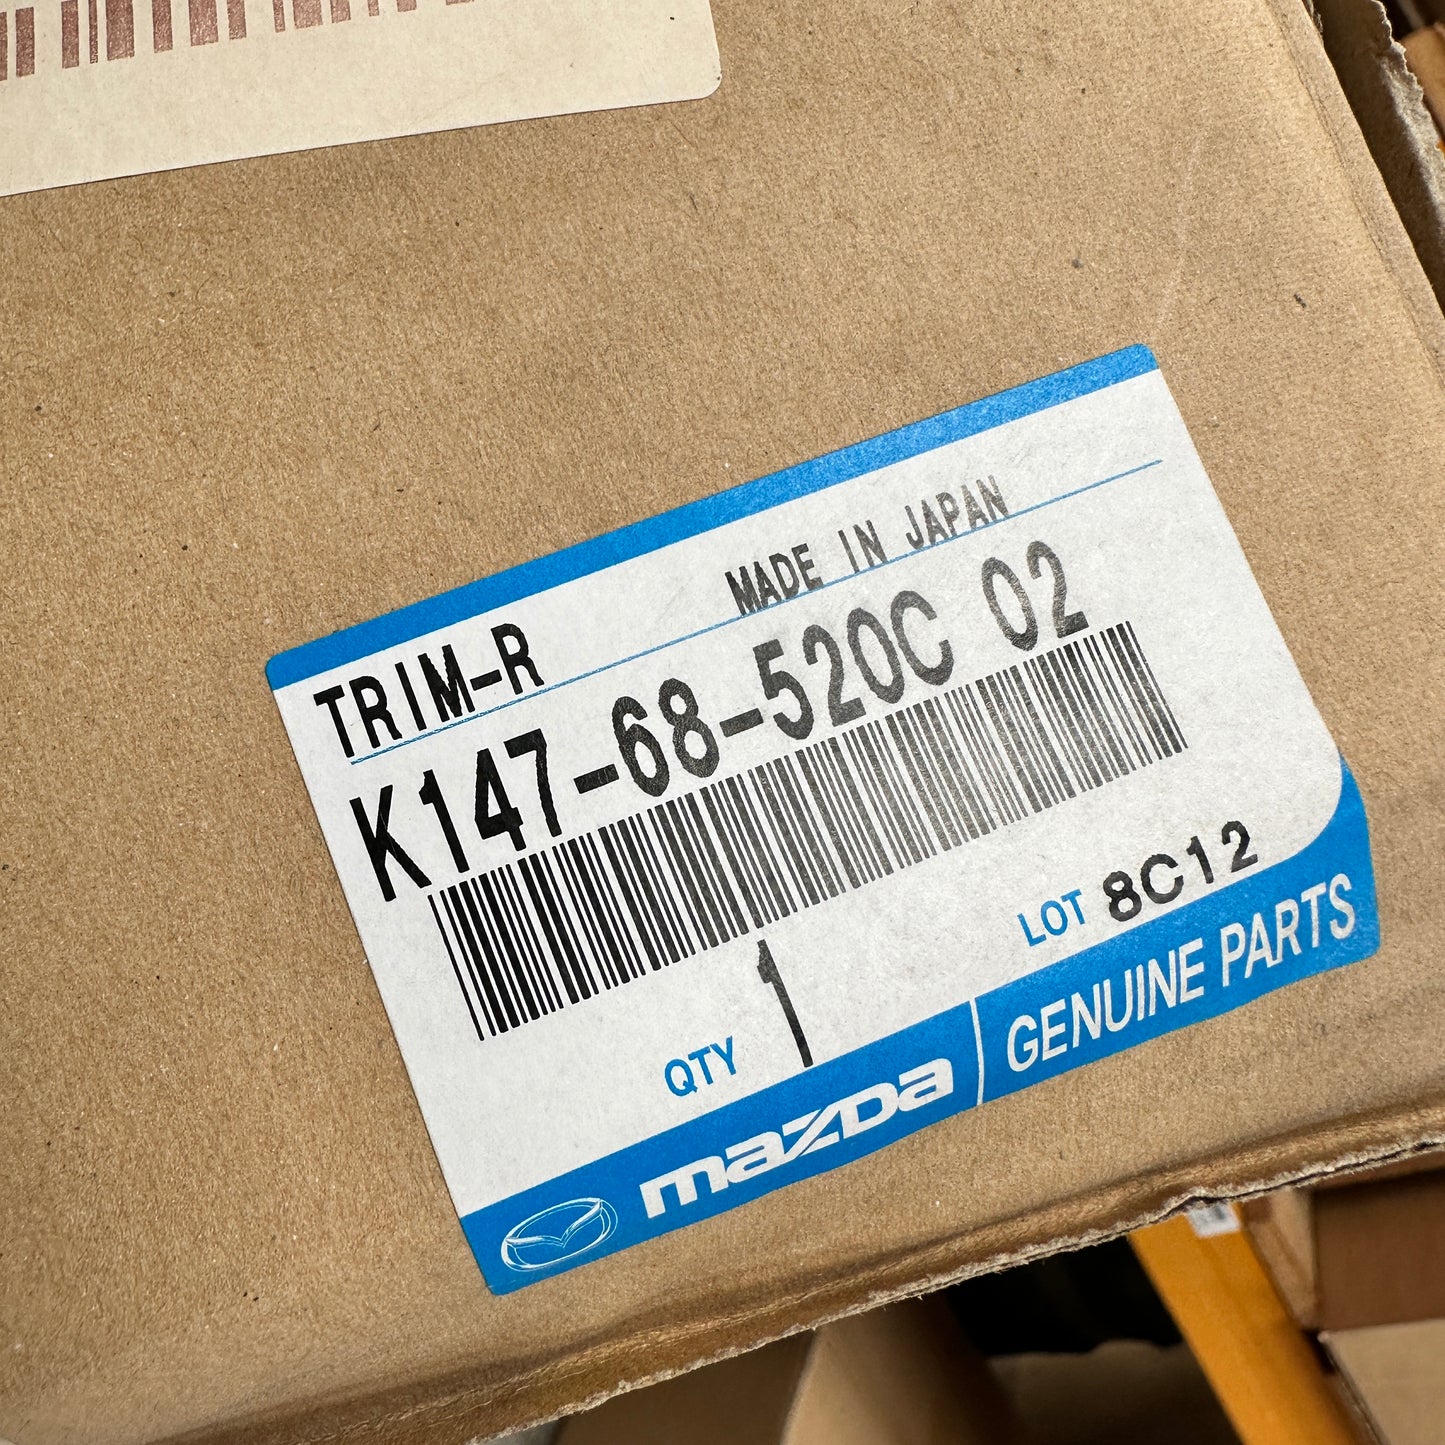 MADE IN JAPAN
TRIM-R
K147-68-520C 02
QTY 1
LOT 8C12
mazda GENUINE PARTS